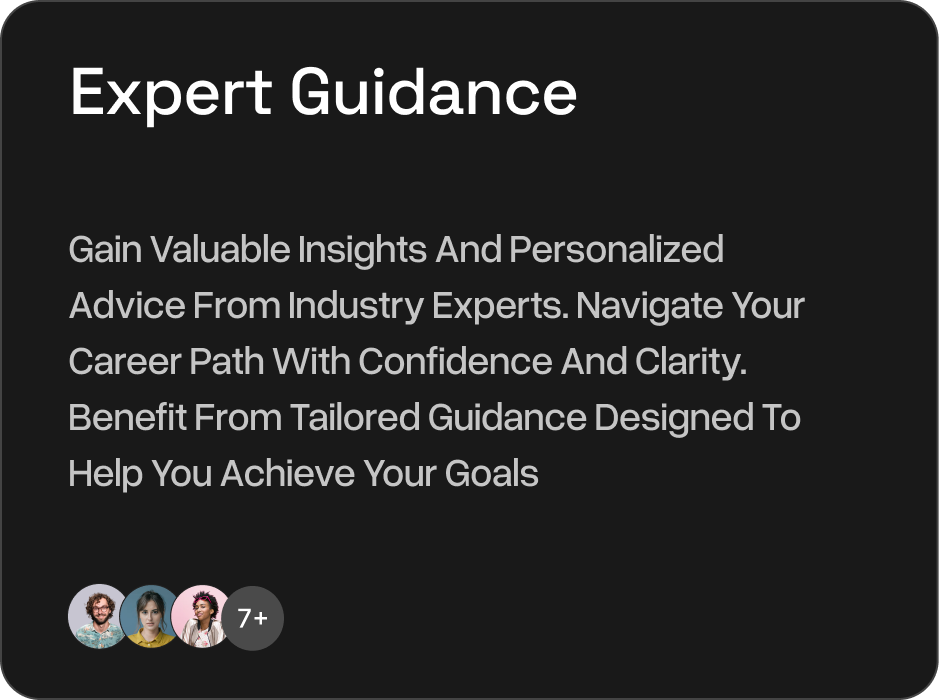 Expert Guidance
Gain Valuable Insights And Personalized
Advice From Industry Experts. Navigate Your
Career Path With Confidence And Clarity.
Benefit From Tailored Guidance Designed To
Help You Achieve Your Goals
7+